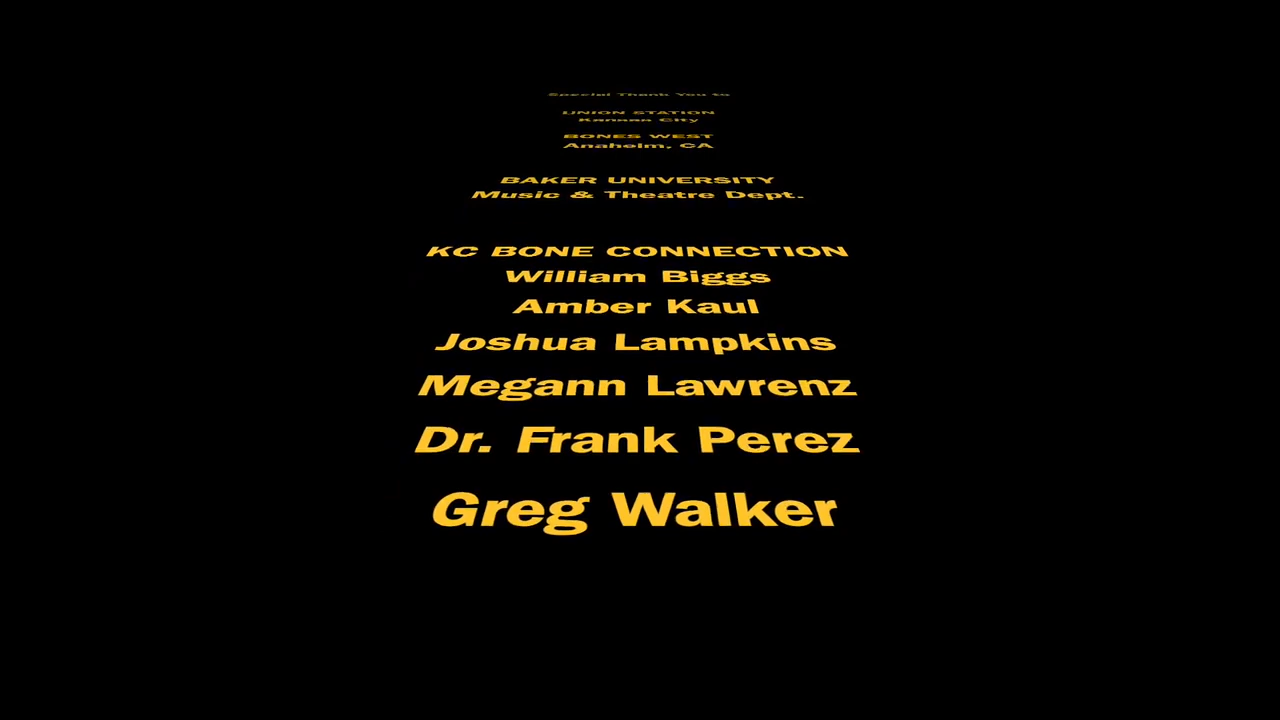 Special Thank You to
UNION STATION
Kansas City
BONES WEST
Anaheim, CA
BAKER UNIVERSITY
Music & Theatre Dept.
KC BONE CONNECTION
William Biggs
Amber Kaul
Joshua Lampkins
Megann Lawrenz
Dr. Frank Perez
Greg Walker